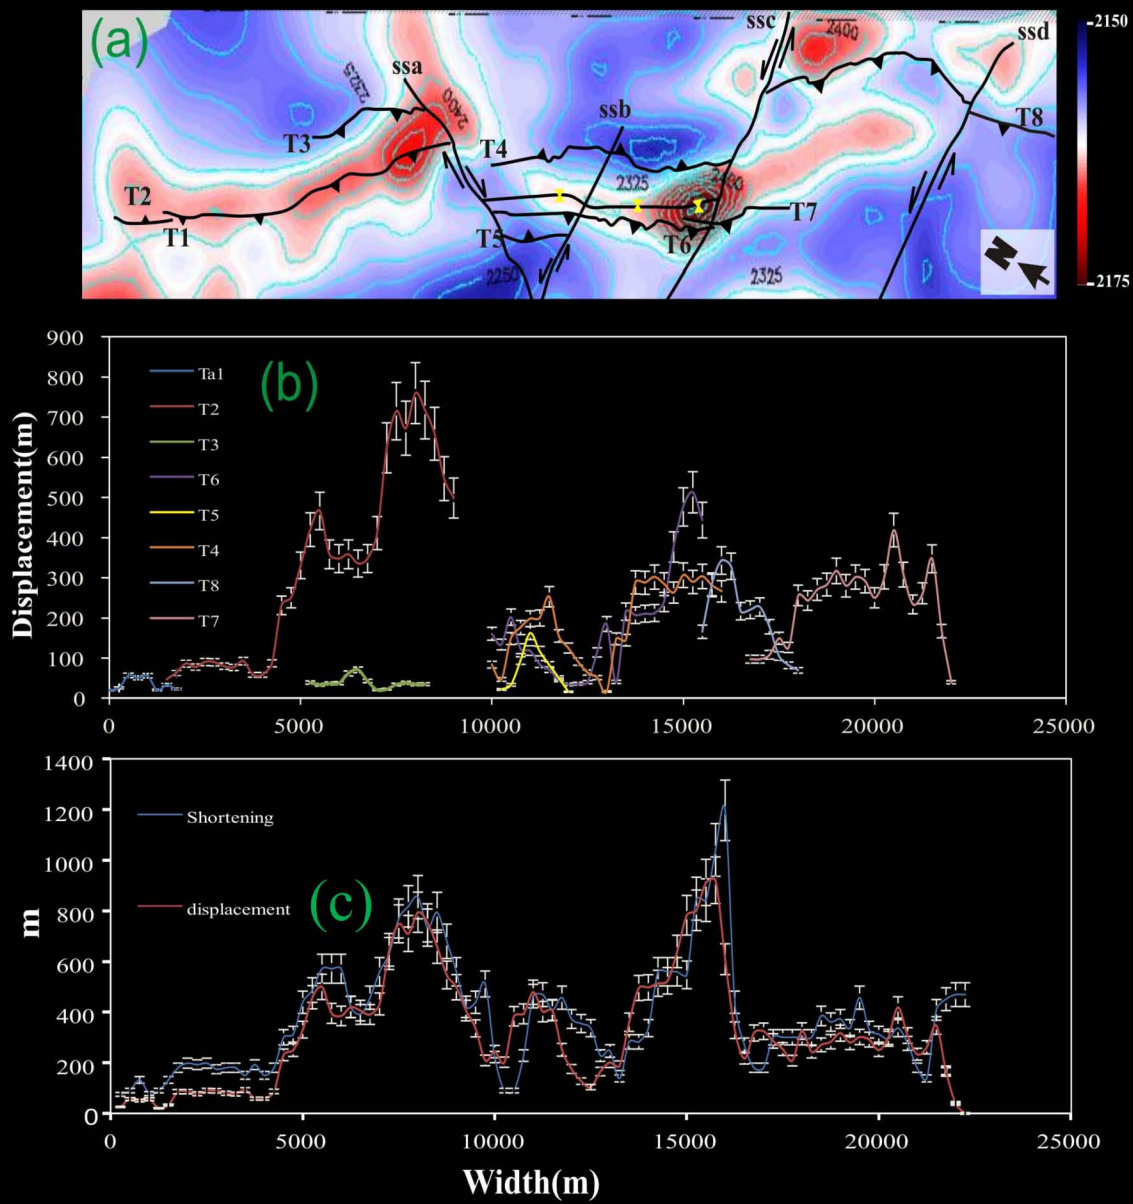 (a)
ssc
2400
ssd
-2150
2325
ssa
2400
ssb
T3
T4
T8
2325
2400
T2
T1
T5
T6
T7
2250
2325
N
-2175
900
800
700
600
500
400
300
200
100
0
Displacement(m)
(b)
Ta1
T2
T3
T6
T5
T4
T8
T7
0
5000
10000
15000
20000
25000
1400
1200
1000
800
600
400
200
0
m
Shortening
displacement
(c)
0
5000
10000
15000
20000
25000
Width(m)